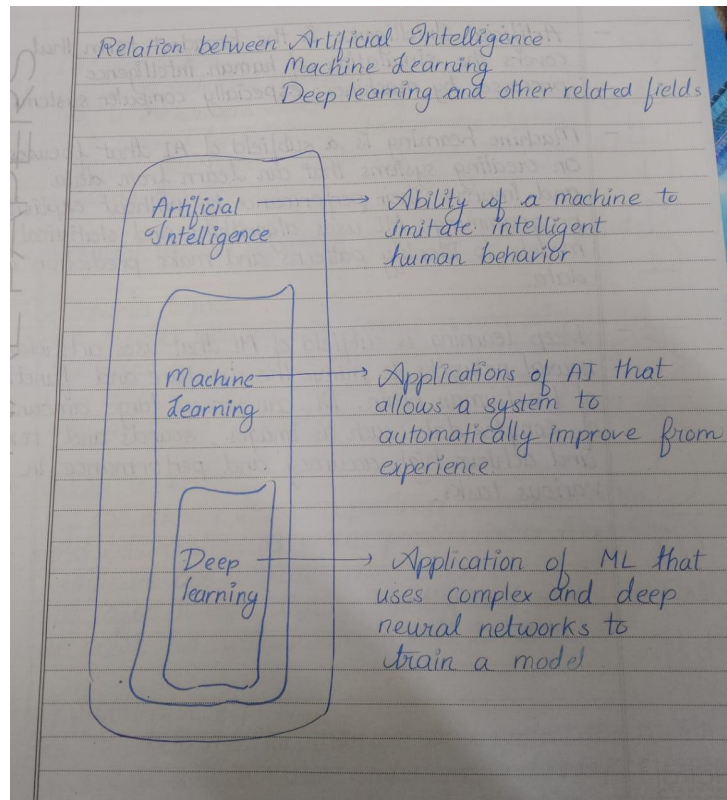 Relation between Artificial Intelligence
Machine Learning
Deep learning and other related fields
Artificial
Intelligence
Ability of a machine to
imitate intelligent
human behavior
Machine
Learning
Applications of AI that
allows a system to
automatically improve from
experience
Deep
learning
Application of ML that
uses complex and deep
neural networks to
train a model